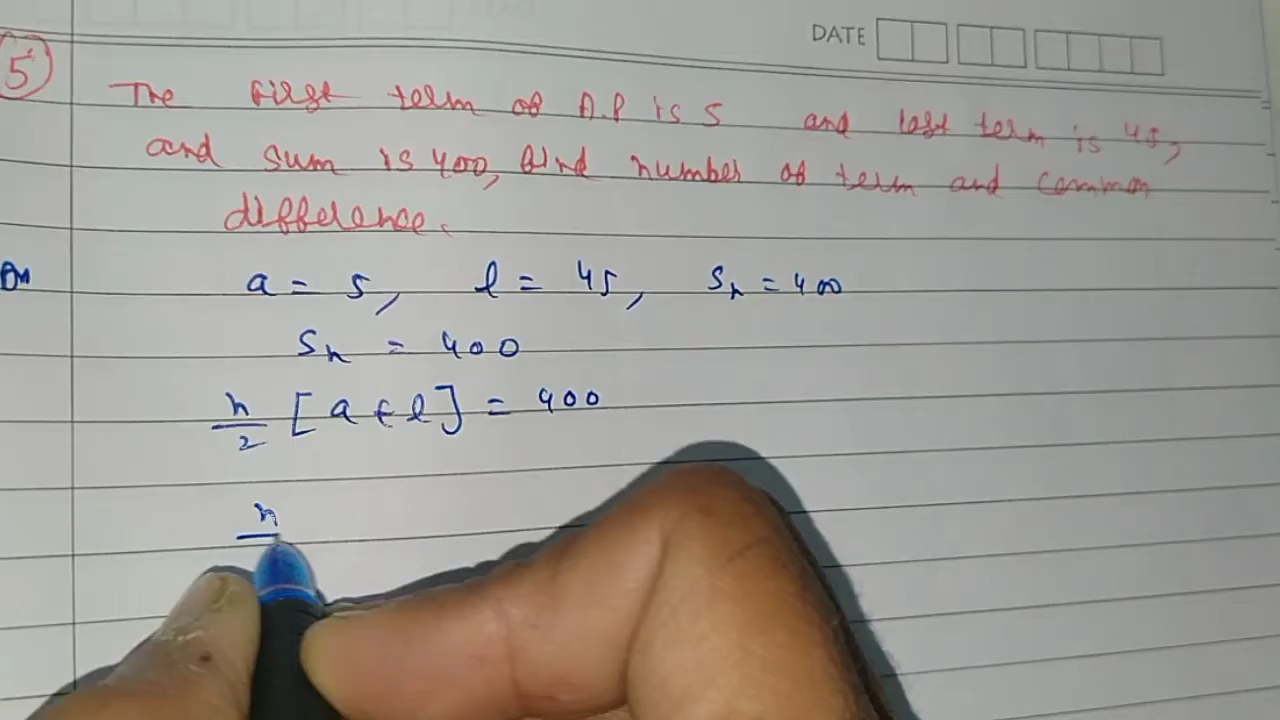 DATE
5
The first term of A.P is 5 and last term is 45,
and sum is 400, find number of term and common
difference.
a = 5, l = 45, Sn = 400
Sn = 400
n/2 [a + l] = 400
n